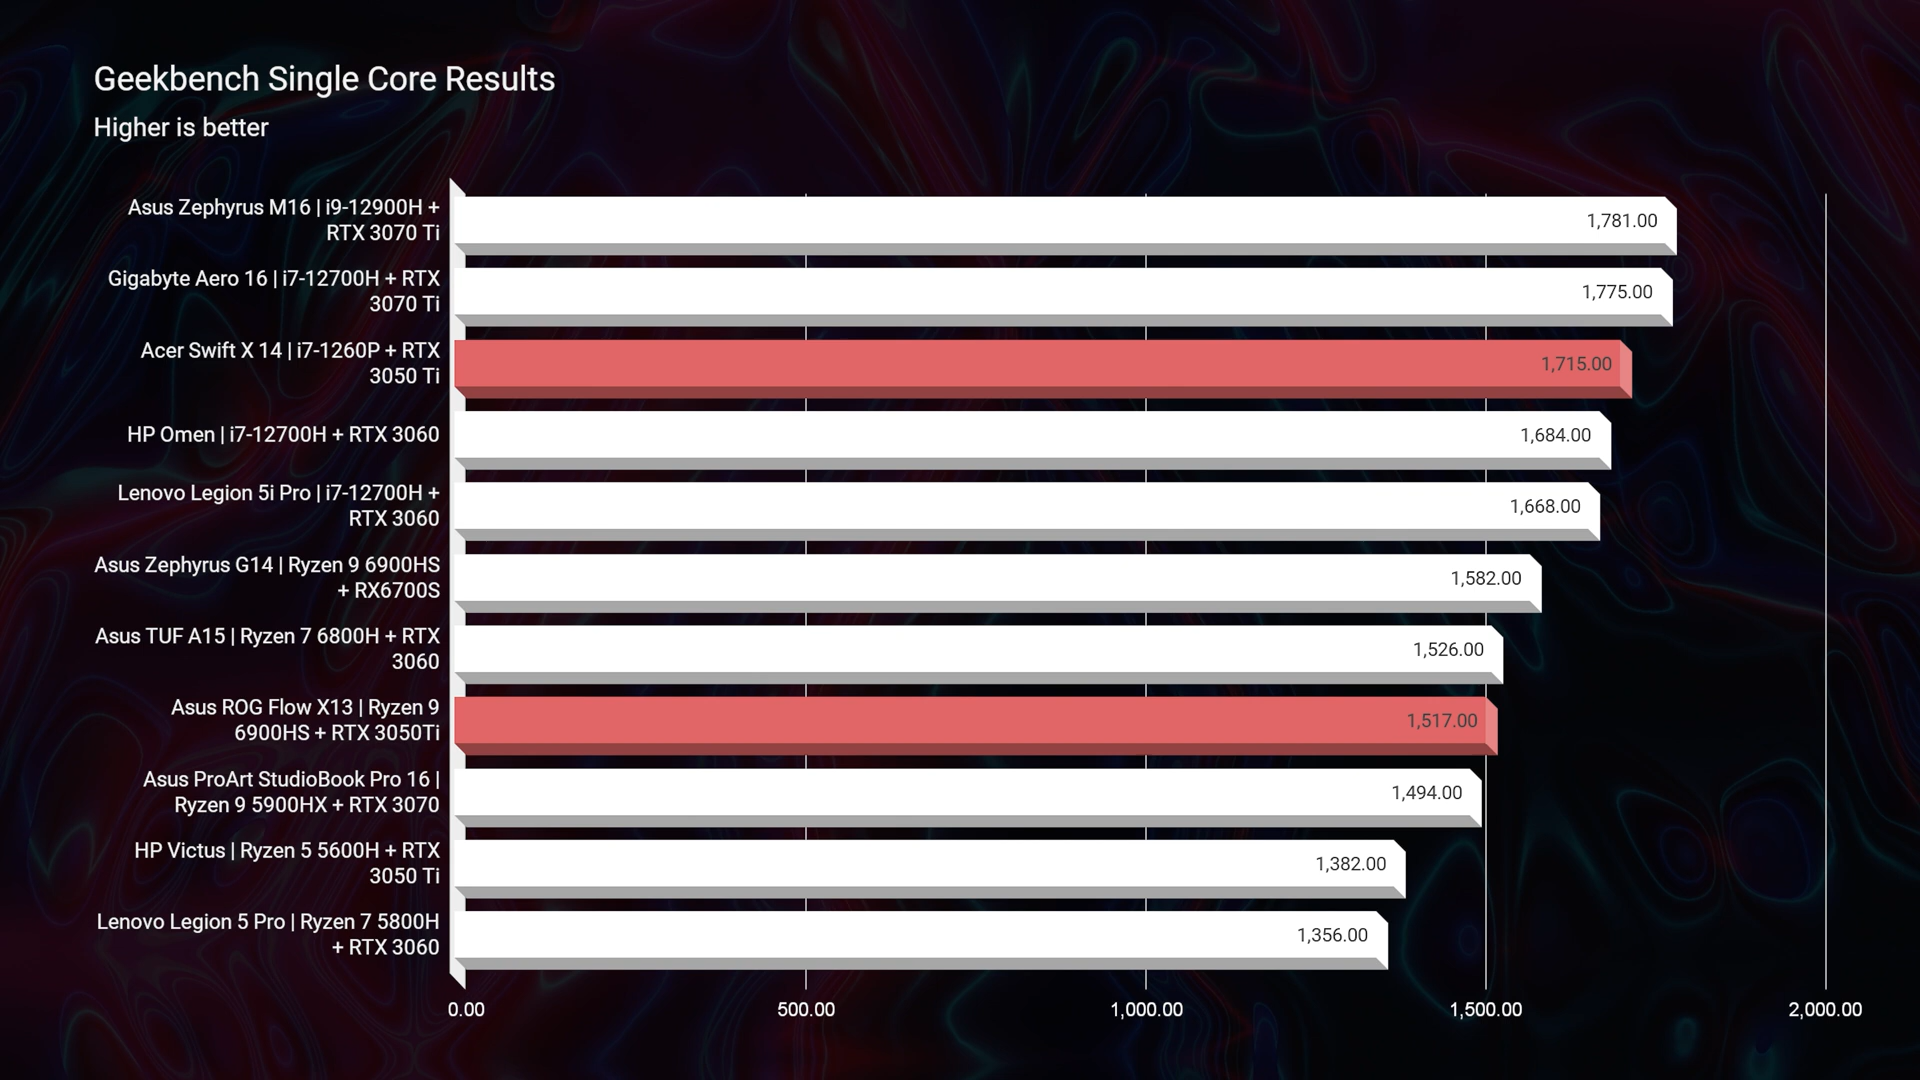 Geekbench Single Core Results
Higher is better
Asus Zephyrus M16 | i9-12900H +
RTX 3070 Ti
1,781.00
Gigabyte Aero 16 | i7-12700H + RTX
3070 Ti
1,775.00
Acer Swift X 14 | i7-1260P + RTX
3050 Ti
1,715.00
HP Omen | i7-12700H + RTX 3060
1,684.00
Lenovo Legion 5i Pro | i7-12700H +
RTX 3060
1,668.00
Asus Zephyrus G14 | Ryzen 9 6900HS
+ RX6700S
1,582.00
Asus TUF A15 | Ryzen 7 6800H + RTX
3060
1,526.00
Asus ROG Flow X13 | Ryzen 9
6900HS + RTX 3050Ti
1,517.00
Asus ProArt StudioBook Pro 16 |
Ryzen 9 5900HX + RTX 3070
1,494.00
HP Victus | Ryzen 5 5600H + RTX
3050 Ti
1,382.00
Lenovo Legion 5 Pro | Ryzen 7 5800H
+ RTX 3060
1,356.00
0.00 500.00 1,000.00 1,500.00 2,000.00